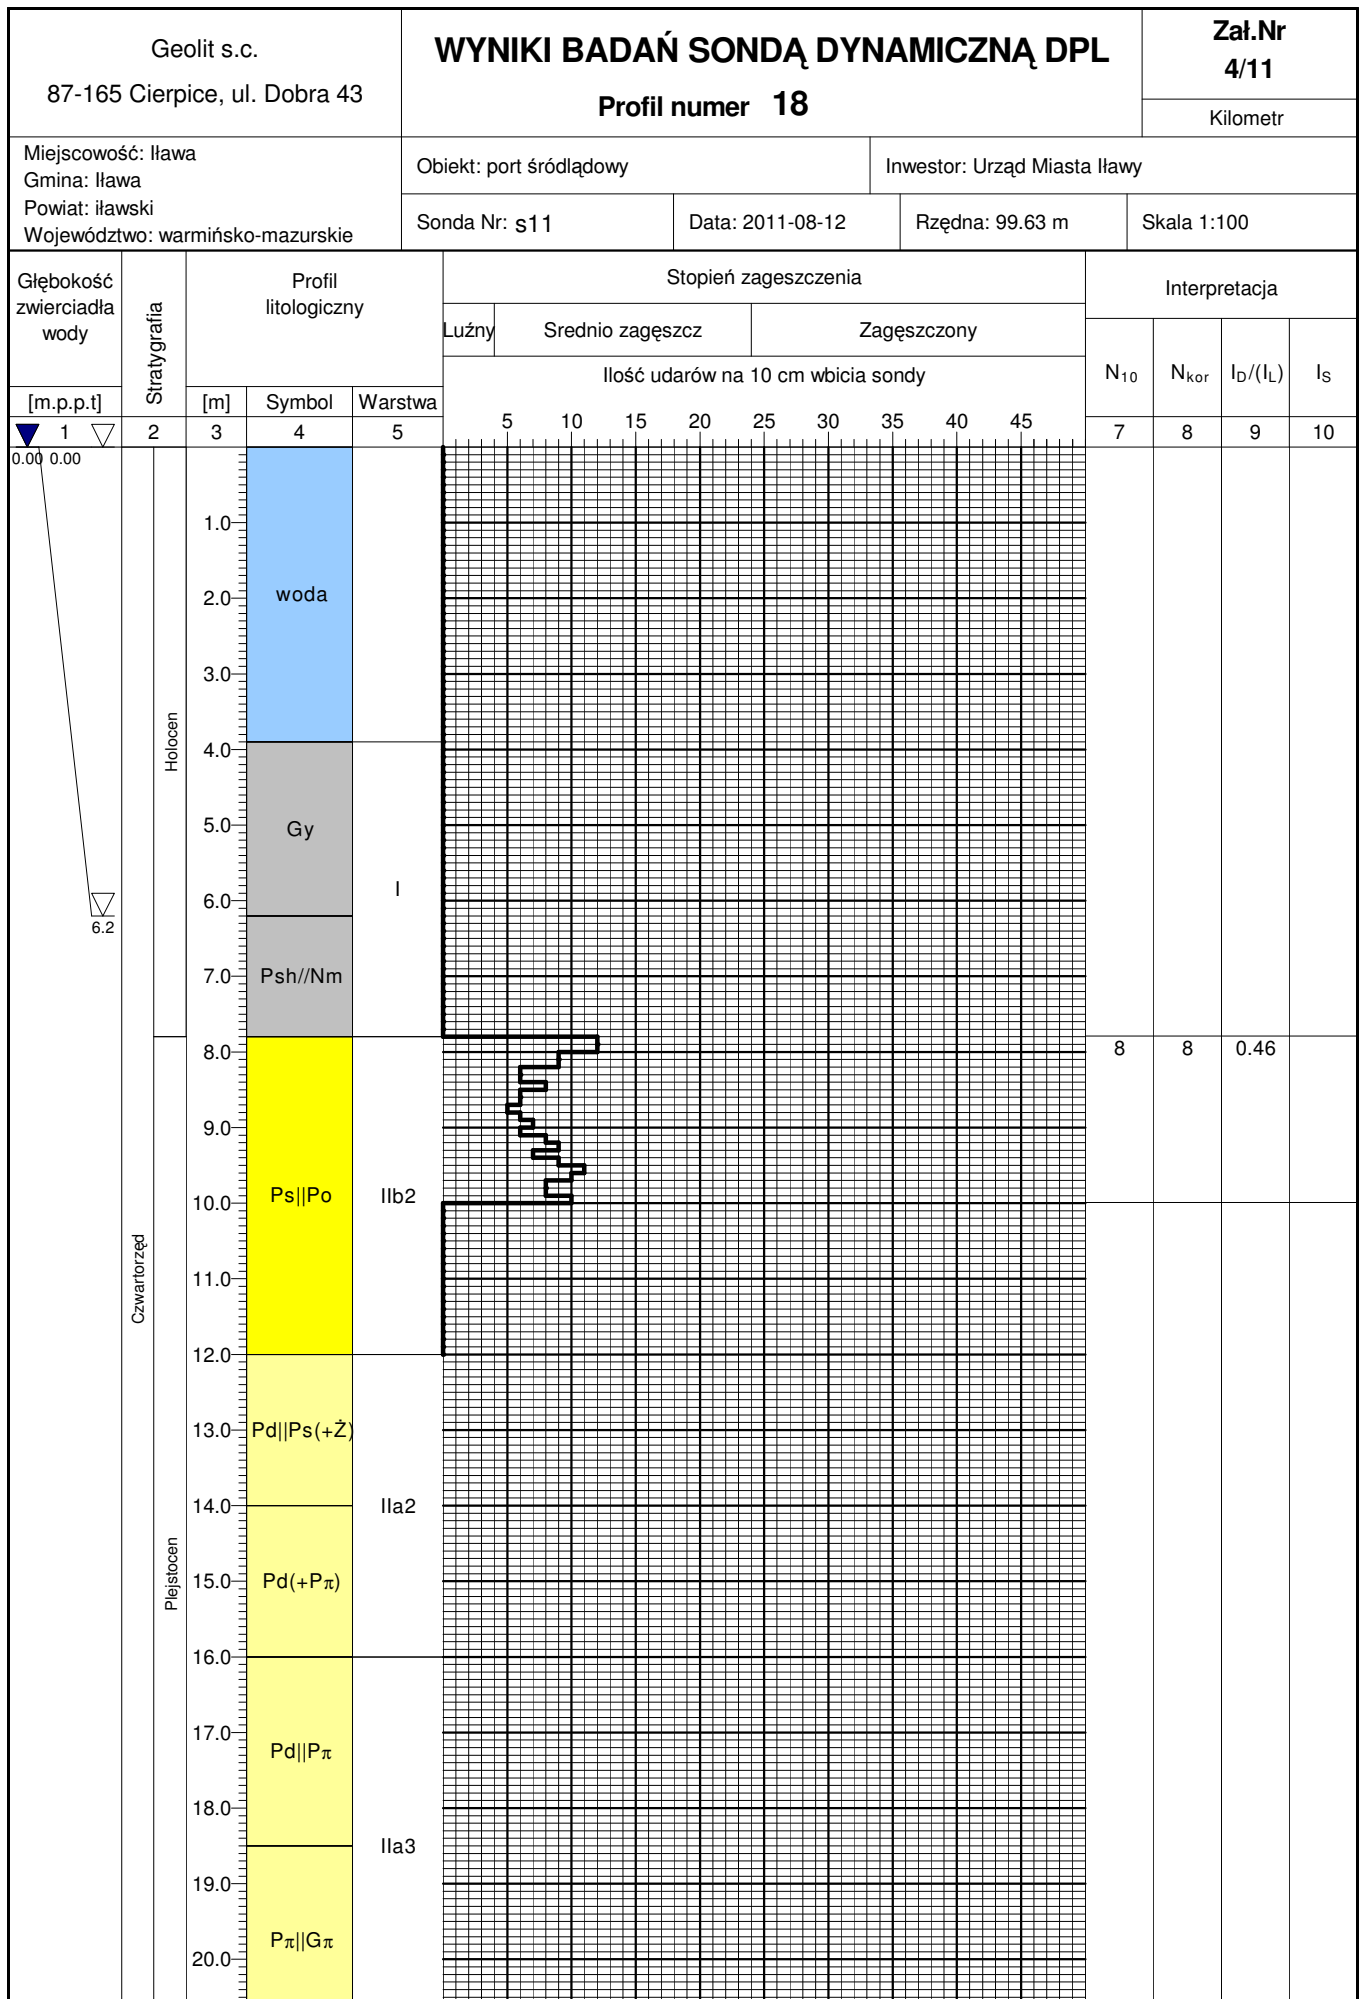 Geolit s.c.
87-165 Cierpice, ul. Dobra 43
WYNIKI BADAŃ SONDĄ DYNAMICZNĄ DPL
Profil numer 18
Zał.Nr
4/11
Kilometr
Miejscowość: Iława
Gmina: Iława
Powiat: iławski
Województwo: warmińsko-mazurskie
Obiekt: port śródlądowy
Inwestor: Urząd Miasta Iławy
Sonda Nr: s11
Data: 2011-08-12
Rzędna: 99.63 m
Skala 1:100
Głębokość
zwierciadła
wody
[m.p.p.t]
Stratygrafia
Profil
litologiczny
[m] Symbol Warstwa
Stopień zageszczenia
Luźny Srednio zagęszcz Zagęszczony
Ilość udarów na 10 cm wbicia sondy
5 10 15 20 25 30 35 40 45
Interpretacja
N10 Nkor ID/(IL) IS
1 2 3 4 5 7 8 9 10
0.00 0.00
6.2
Holocen
Czwartorzęd
Plejstocen
1.0
2.0
3.0
4.0
5.0
6.0
7.0
8.0
9.0
10.0
11.0
12.0
13.0
14.0
15.0
16.0
17.0
18.0
19.0
20.0
woda
Gy
Psh//Nm
Ps||Po
Pd||Ps(+Ż)
Pd(+Pπ)
Pd||Pπ
Pπ||Gπ
I
IIb2
IIa2
IIa3
8 8 0.46